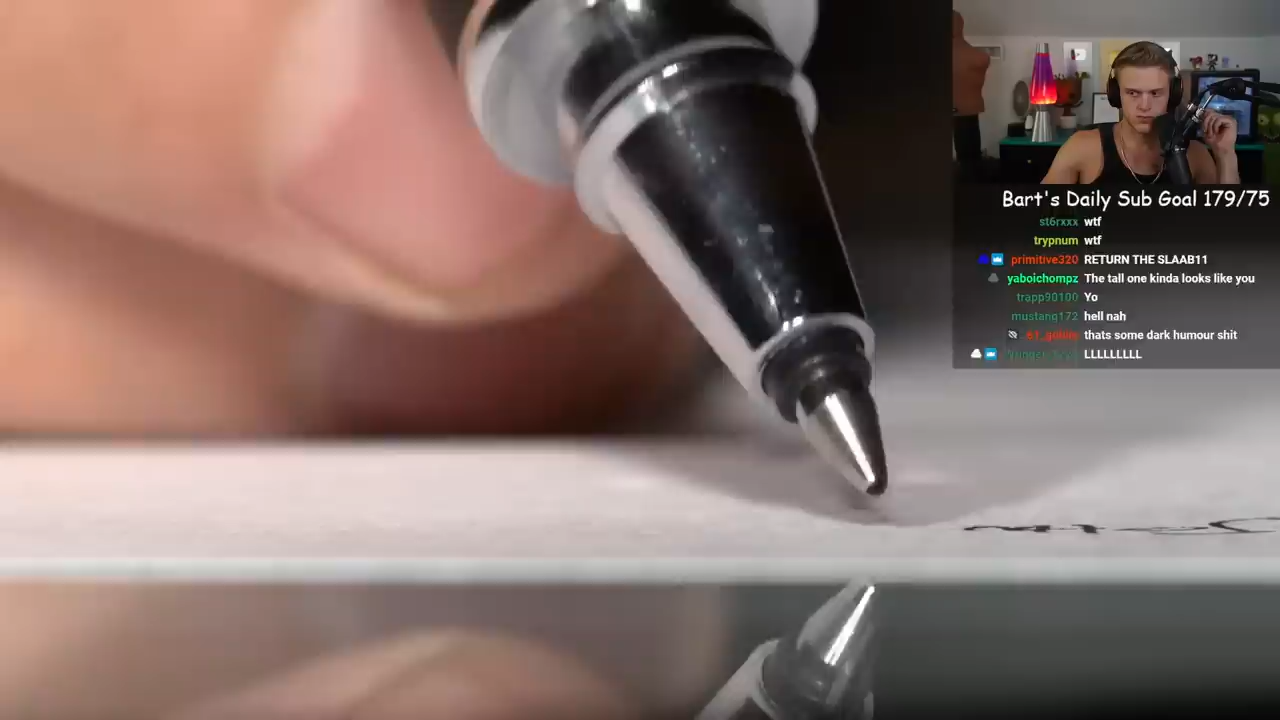 Bart's Daily Sub Goal 179/75
st6rxxx wtf
trypnum wtf
primitive320 RETURN THE SLAAB11
yaboichompz The tall one kinda looks like you
trapp90100 Yo
mustang172 hell nah
thats some dark humour shit
LLLLLLLLL